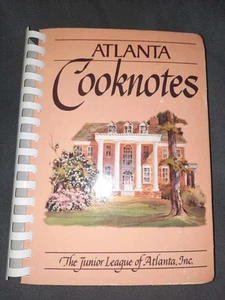 ATLANTA
Cooknotes
The Junior League of Atlanta, Inc.